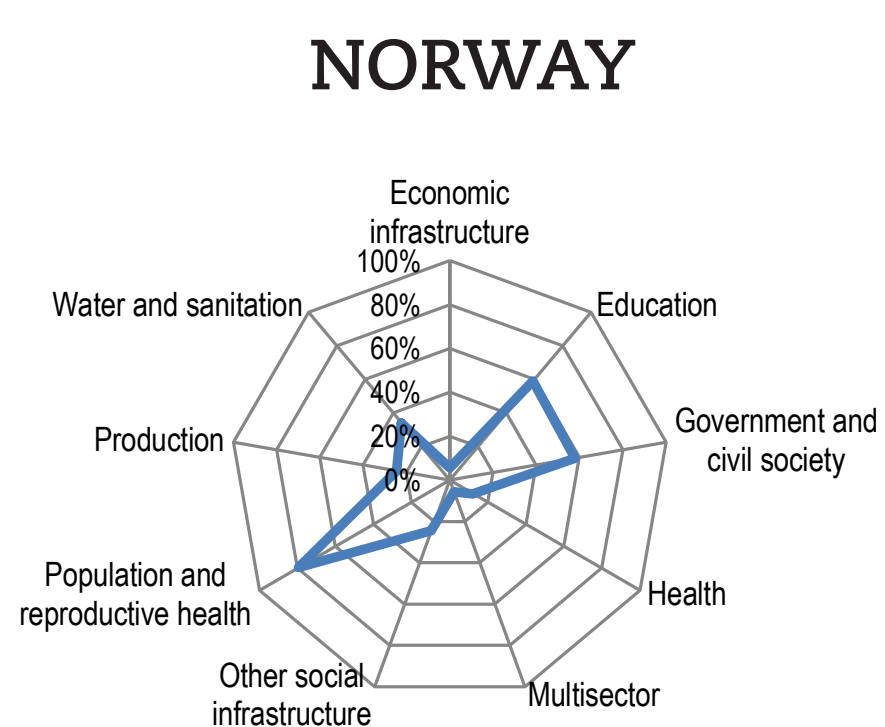 NORWAY
Economic
infrastructure
100%
Water and sanitation
80%
Education
60%
40%
Government and
civil society
20%
Production
0%
Population and
reproductive health
Health
Other social
infrastructure
Multisector